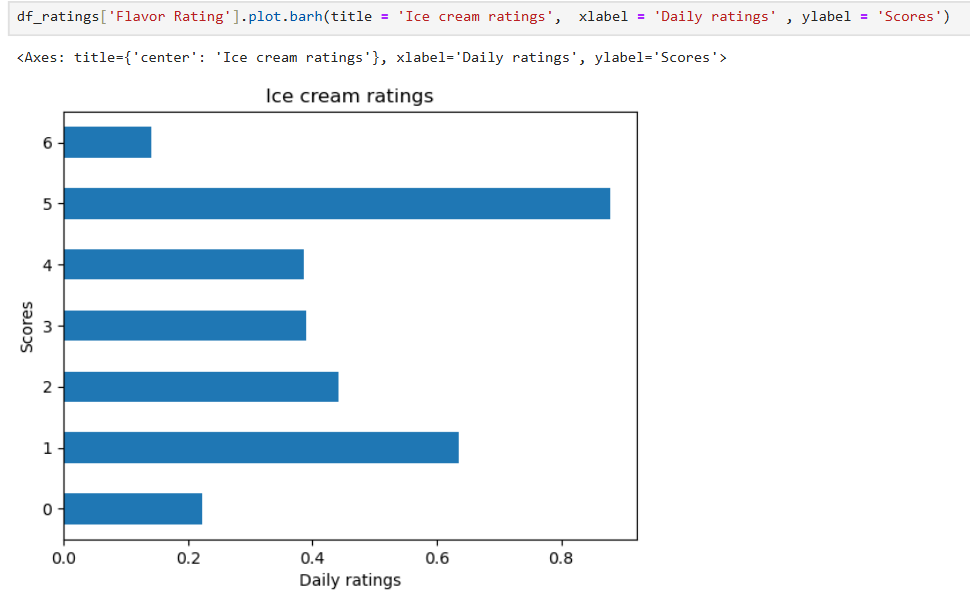 df_ratings['Flavor Rating'].plot.barh(title = 'Ice cream ratings',  xlabel = 'Daily ratings' , ylabel = 'Scores')
<Axes: title={'center': 'Ice cream ratings'}, xlabel='Daily ratings', ylabel='Scores'>
Ice cream ratings
6
5
4
3
2
1
0
Scores
0.0 0.2 0.4 0.6 0.8
Daily ratings